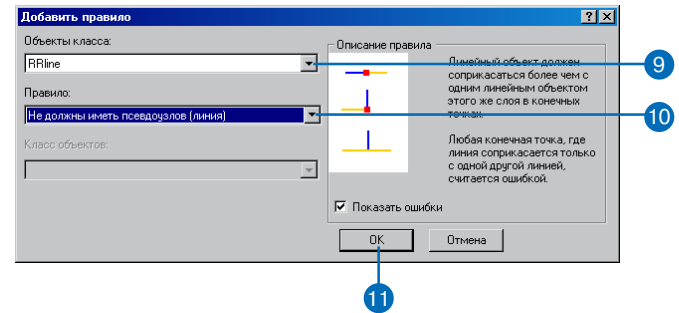 Добавить правило
Объекты класса:
RRline
Правило:
Не должны иметь псевдоузлов (линия)
Класс объектов:
Описание правила
Линейный объект должен
соприкасаться более чем с
одним линейным объектом
этого же слоя в конечных
точках.
Любая конечная точка, где
линия соприкасается только
с одной другой линией,
считается ошибкой.
Показать ошибки
OK
Отмена
9
10
11